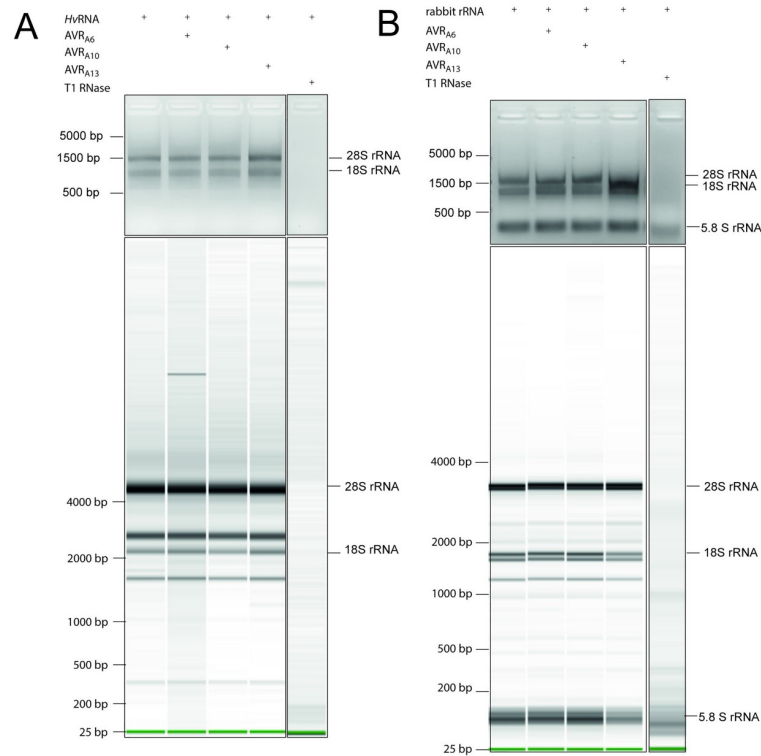 A
HvRNA + + + + +
AVRA6 +
AVRA10 +
AVRA13 +
T1 RNase +
5000 bp
1500 bp
500 bp
28S rRNA
18S rRNA
4000 bp
2000 bp
1000 bp
500 bp
200 bp
25 bp
28S rRNA
18S rRNA
B
rabbit rRNA + + + + +
AVRA6 +
AVRA10 +
AVRA13 +
T1 RNase +
5000 bp
1500 bp
500 bp
28S rRNA
18S rRNA
5.8 S rRNA
4000 bp
2000 bp
1000 bp
500 bp
200 bp
25 bp
28S rRNA
18S rRNA
5.8 S rRNA